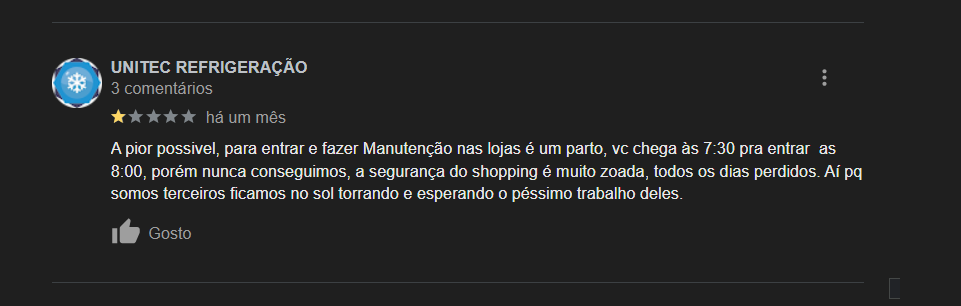 UNITEC REFRIGERAÇÃO
3 comentários
há um mês
A pior possivel, para entrar e fazer Manutenção nas lojas é um parto, vc chega às 7:30 pra entrar  as
8:00, porém nunca conseguimos, a segurança do shopping é muito zoada, todos os dias perdidos. Aí pq
somos terceiros ficamos no sol torrando e esperando o péssimo trabalho deles.
Gosto